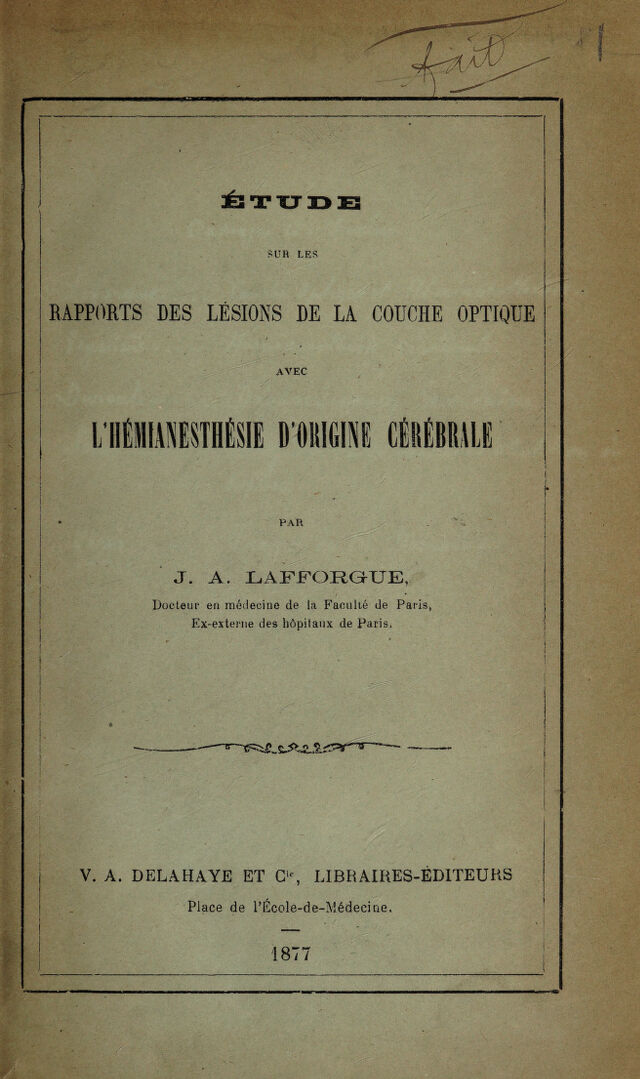 Fait
ÉTUDE
SUR LES
RAPPORTS DES LÉSIONS DE LA COUCHE OPTIQUE
AVEC
L'HÉMIANESTHÉSIE D'ORIGINE CÉRÉBRALE
PAR
J. A. LAFFORGUE,
Docteur en médecine de la Faculté de Paris,
Ex-externe des hôpitaux de Paris.
V. A. DELAHAYE ET Cie, LIBRAIRES-ÉDITEURS
Place de l'École-de-Médecine.
1877